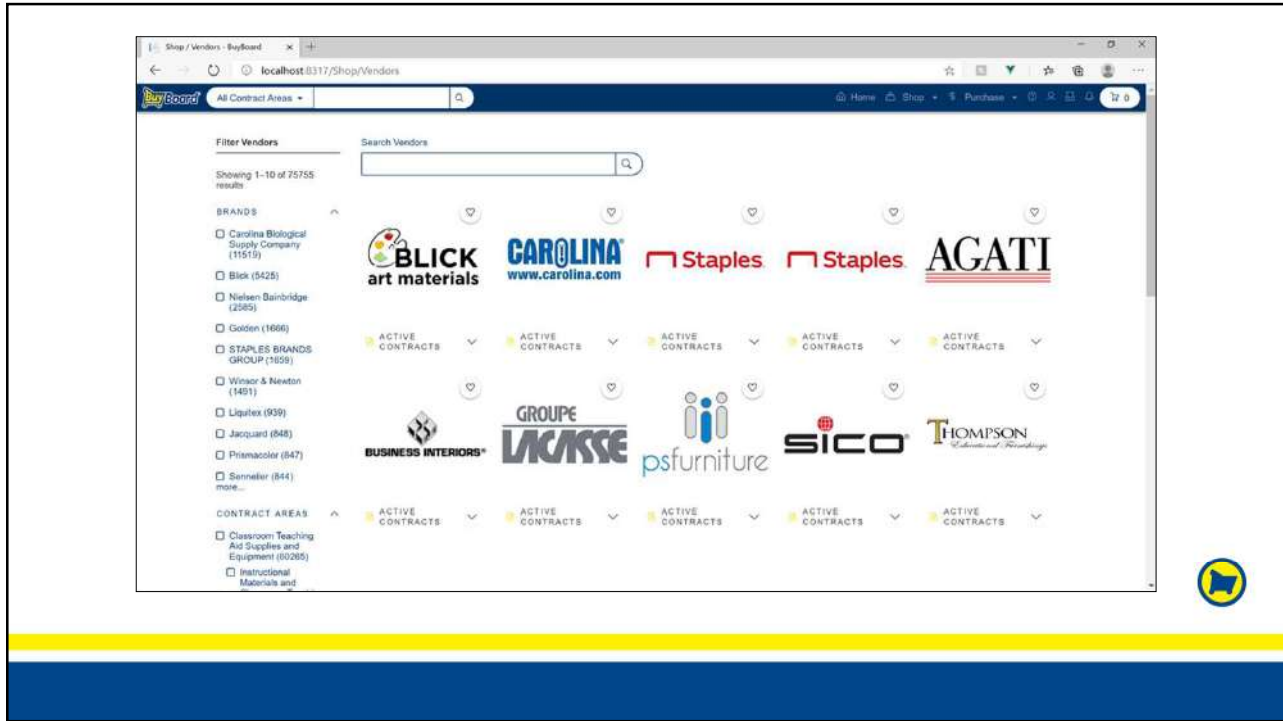 Shop / Vendors - BuyBoard
localhost:8317/Shop/Vendors
BuyBoard
All Contract Areas
Home
Shop
$ Purchase
0
Filter Vendors
Search Vendors
Showing 1-10 of 75755
results
BRANDS
Carolina Biological
Supply Company
(11519)
Blick (5425)
Nielsen Bainbridge
(2585)
Golden (1666)
STAPLES BRANDS
GROUP (1659)
Winsor & Newton
(1491)
Liquitex (939)
Jacquard (848)
Prismacolor (847)
Sennelier (844)
more...
CONTRACT AREAS
Classroom Teaching
Aid Supplies and
Equipment (60265)
Instructional
Materials and
BLICK
art materials
CAROLINA®
www.carolina.com
Staples.
Staples.
AGATI
ACTIVE
CONTRACTS
ACTIVE
CONTRACTS
ACTIVE
CONTRACTS
ACTIVE
CONTRACTS
ACTIVE
CONTRACTS
BUSINESS INTERIORS®
GROUPE
LACASSE
psfurniture
sico
THOMPSON
Educational Furnishings
ACTIVE
CONTRACTS
ACTIVE
CONTRACTS
ACTIVE
CONTRACTS
ACTIVE
CONTRACTS
ACTIVE
CONTRACTS